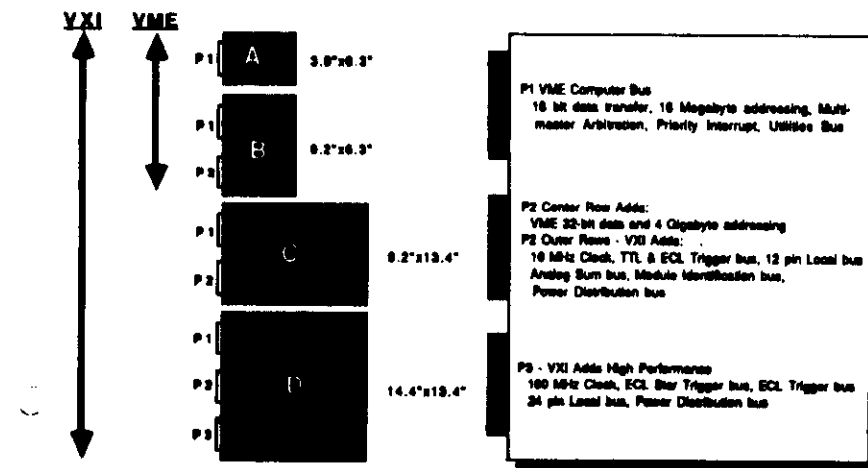 VXI VME
P1 A 3.9"x6.3"
P1
B 9.2"x6.3"
P2
P1
C 9.2"x13.4"
P2
P1
D 14.4"x13.4"
P2
P3
P1 VME Computer Bus
16 bit data transfer, 16 Megabyte addressing, Multi-
master Arbitration, Priority Interrupt, Utilities Bus
P2 Center Row Adds:
VME 32-bit data and 4 Gigabyte addressing
P2 Outer Rows - VXI Adds:
10 MHz Clock, TTL & ECL Trigger bus, 12 pin Local bus
Analog Sum bus, Module Identification bus,
Power Distribution bus
P3 - VXI Adds High Performance
100 MHz Clock, ECL Star Trigger bus, ECL Trigger bus
24 pin Local bus, Power Distribution bus